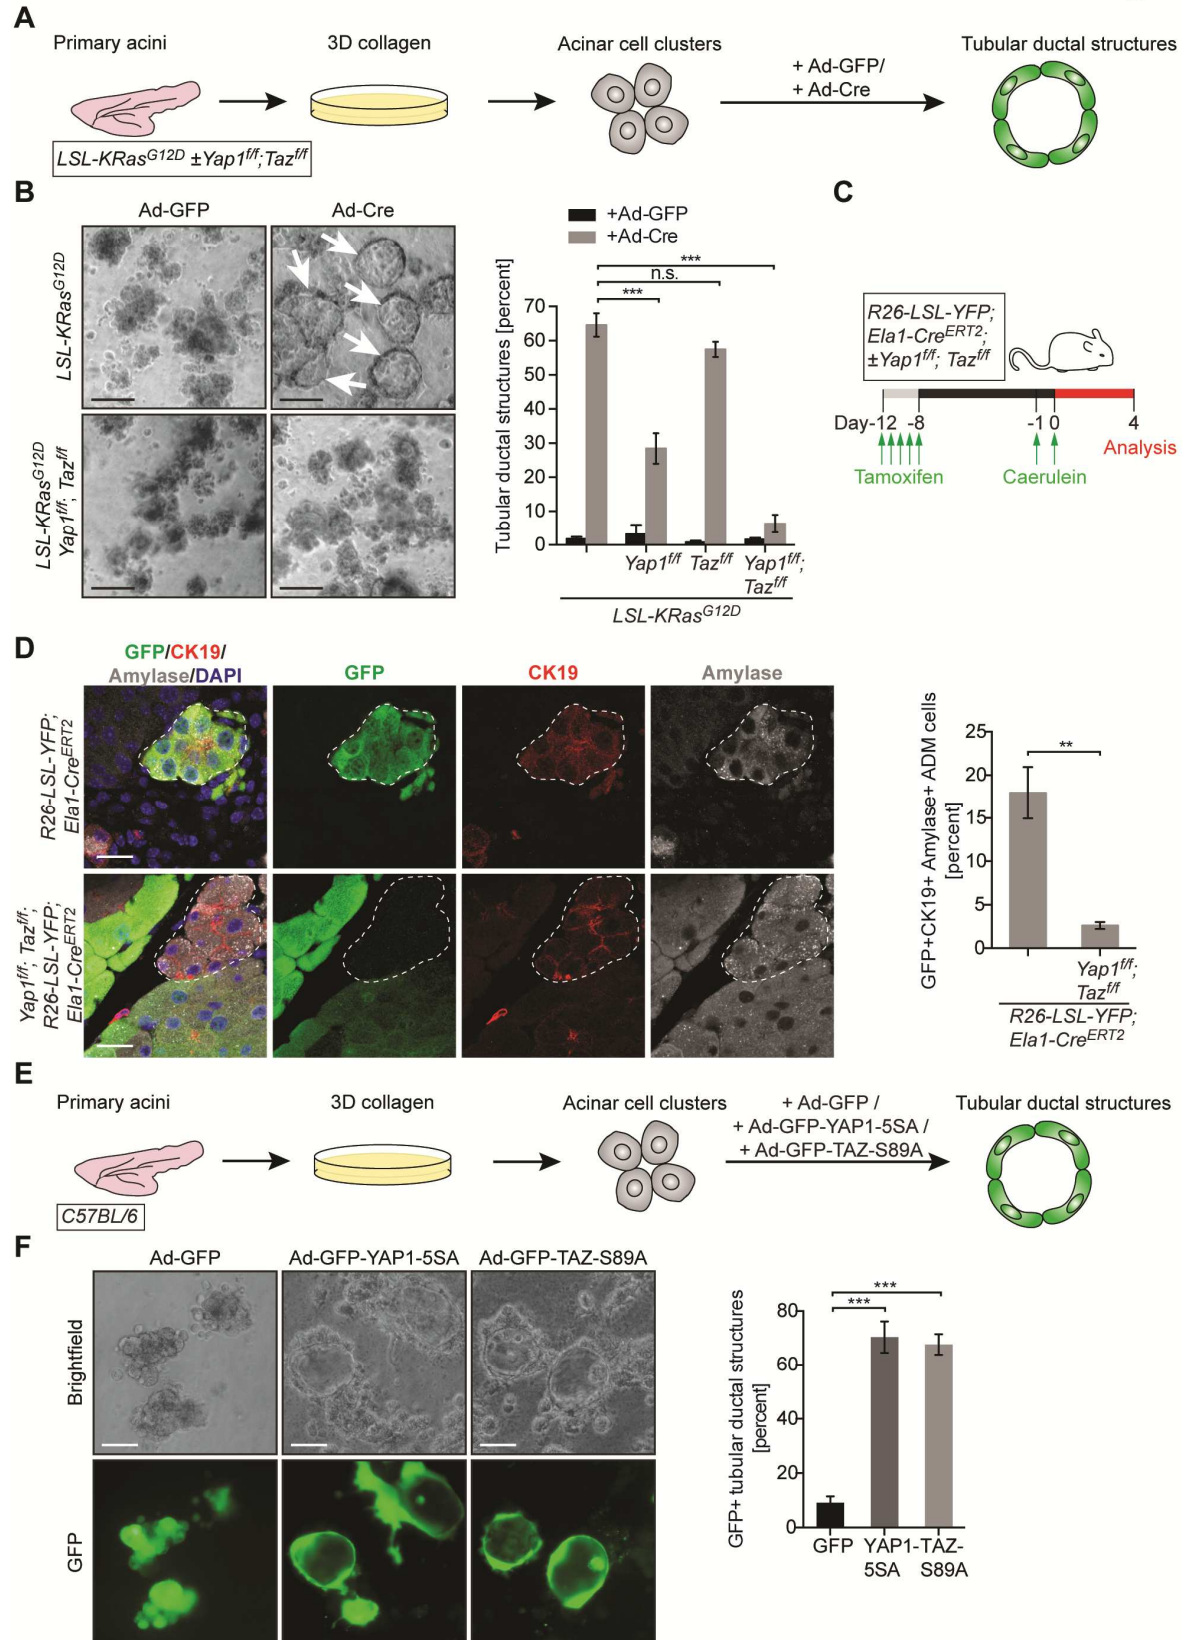 A
Primary acini
3D collagen
Acinar cell clusters
+ Ad-GFP/
+ Ad-Cre
Tubular ductal structures
LSL-KRasG12D ±Yap1f/f;Tazf/f
B
Ad-GFP
Ad-Cre
LSL-KRasG12D
LSL-KRasG12D
Yap1f/f; Tazf/f
+Ad-GFP
+Ad-Cre
Tubular ductal structures [percent]
70
60
50
40
30
20
10
0
***
n.s.
***
Yap1f/f
Tazf/f
Yap1f/f;
Tazf/f
LSL-KRasG12D
C
R26-LSL-YFP;
Ela1-CreERT2;
±Yap1f/f; Tazf/f
Day-12 -8 -1 0 4
Analysis
Tamoxifen
Caerulein
D
GFP/CK19/
Amylase/DAPI
GFP
CK19
Amylase
R26-LSL-YFP;
Ela1-CreERT2
Yap1f/f; Tazf/f;
R26-LSL-YFP;
Ela1-CreERT2
GFP+CK19+ Amylase+ ADM cells
[percent]
25
20
15
10
5
0
**
Yap1f/f;
Tazf/f
R26-LSL-YFP;
Ela1-CreERT2
E
Primary acini
3D collagen
Acinar cell clusters
+ Ad-GFP /
+ Ad-GFP-YAP1-5SA /
+ Ad-GFP-TAZ-S89A
Tubular ductal structures
C57BL/6
F
Ad-GFP
Ad-GFP-YAP1-5SA
Ad-GFP-TAZ-S89A
Brightfield
GFP
GFP+ tubular ductal structures
[percent]
80
60
40
20
0
***
***
GFP
YAP1-
5SA
TAZ-
S89A